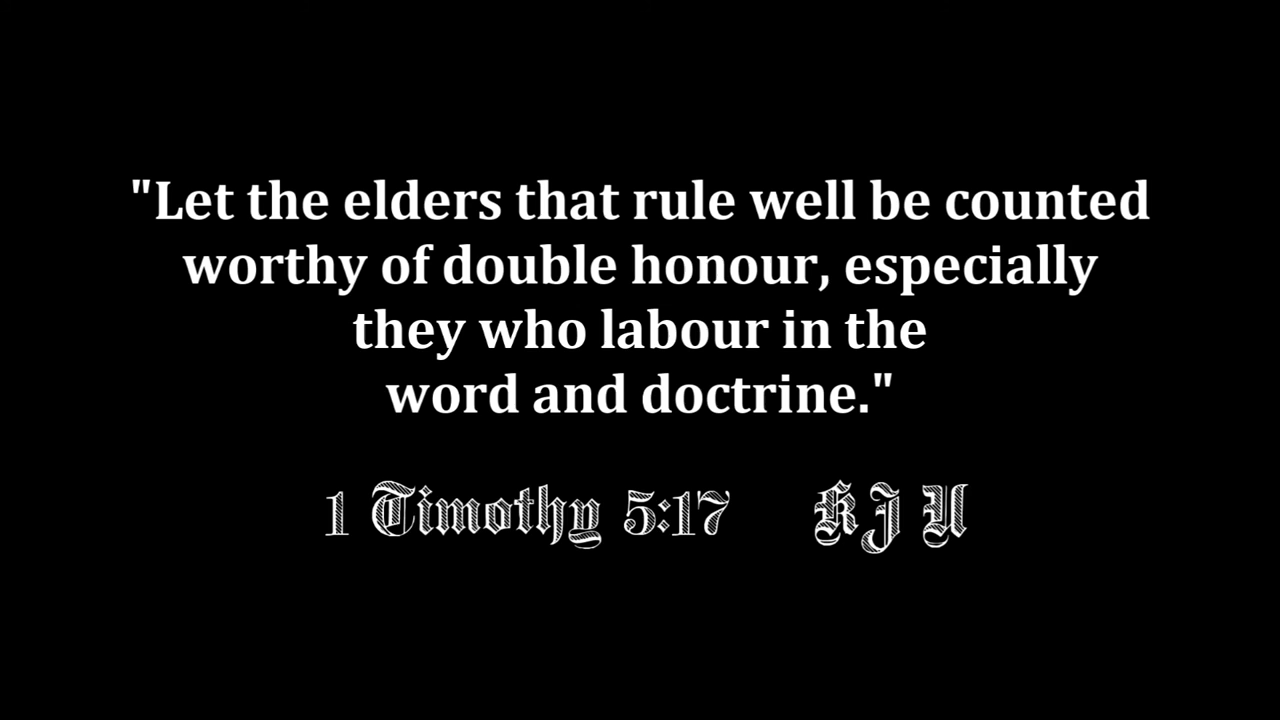 "Let the elders that rule well be counted
worthy of double honour, especially
they who labour in the
word and doctrine."
1 Timothy 5:17 KJV